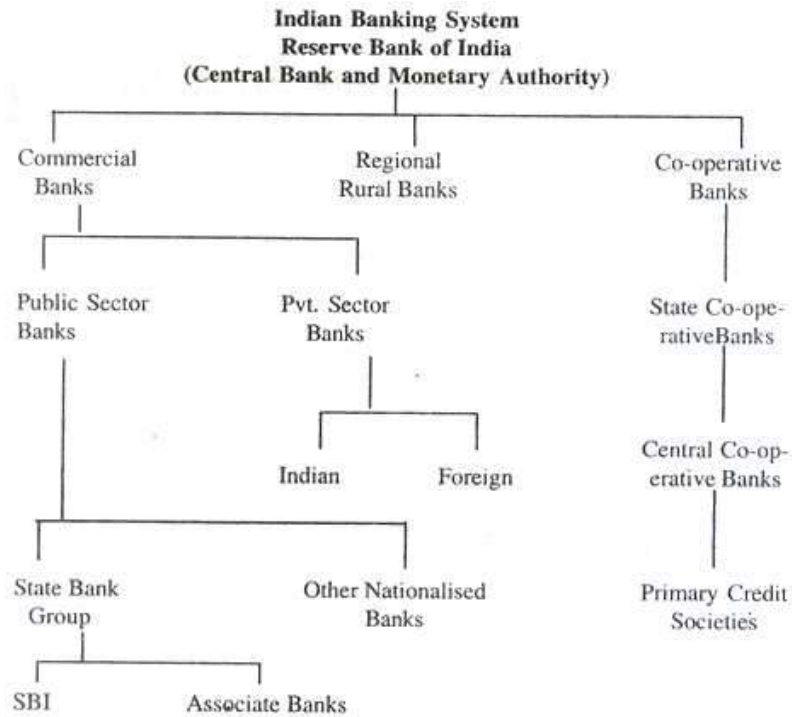 Indian Banking System
Reserve Bank of India
(Central Bank and Monetary Authority)
Commercial
Banks
Regional
Rural Banks
Co-operative
Banks
Public Sector
Banks
Pvt. Sector
Banks
State Co-ope-
rativeBanks
Indian
Foreign
Central Co-op-
erative Banks
State Bank
Group
Other Nationalised
Banks
Primary Credit
Societies
SBI
Associate Banks